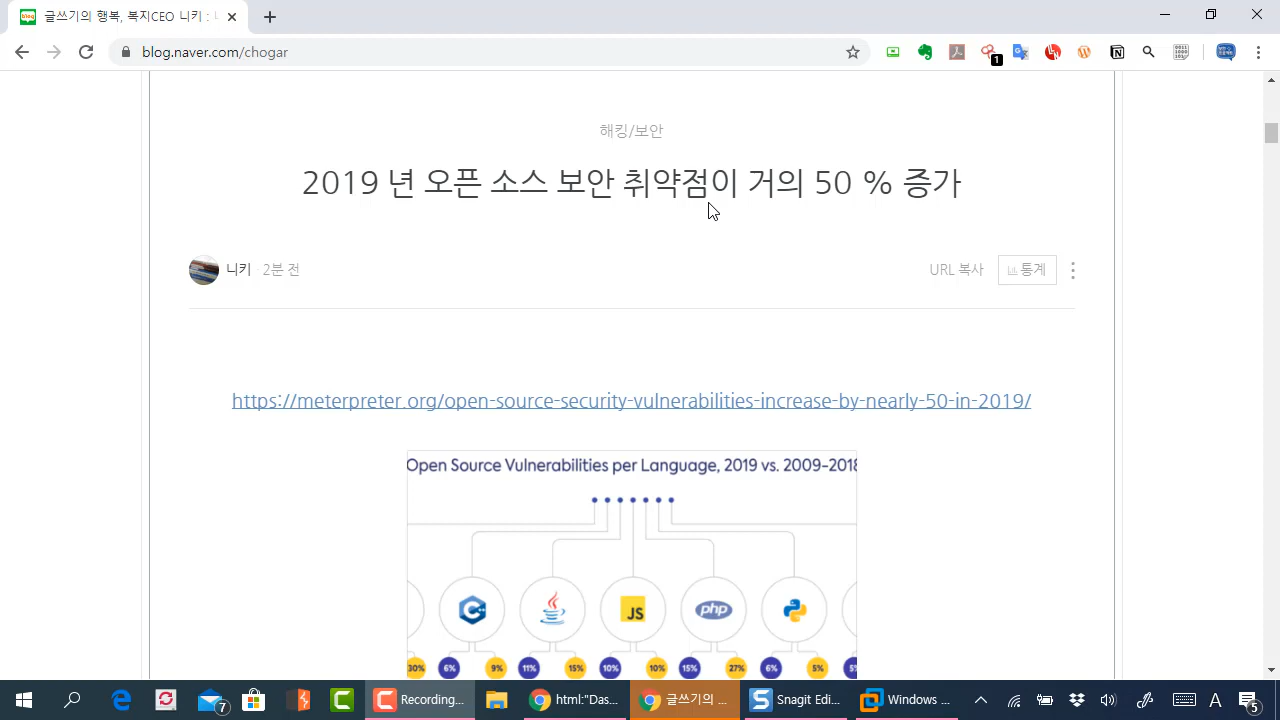 글쓰기의 행복, 복지CEO 니키 :
blog.naver.com/chogar
1
해킹/보안
2019 년 오픈 소스 보안 취약점이 거의 50 % 증가
니키 · 2분 전
URL 복사
통계
https://meterpreter.org/open-source-security-vulnerabilities-increase-by-nearly-50-in-2019/
Open Source Vulnerabilities per Language, 2019 vs. 2009-2018
JS
php
30% 6% 9% 11% 15% 10% 10% 15% 27% 6% 5%
7
Recording...
html:"Das...
글쓰기의 ...
Snagit Edi...
Windows ...
A
5